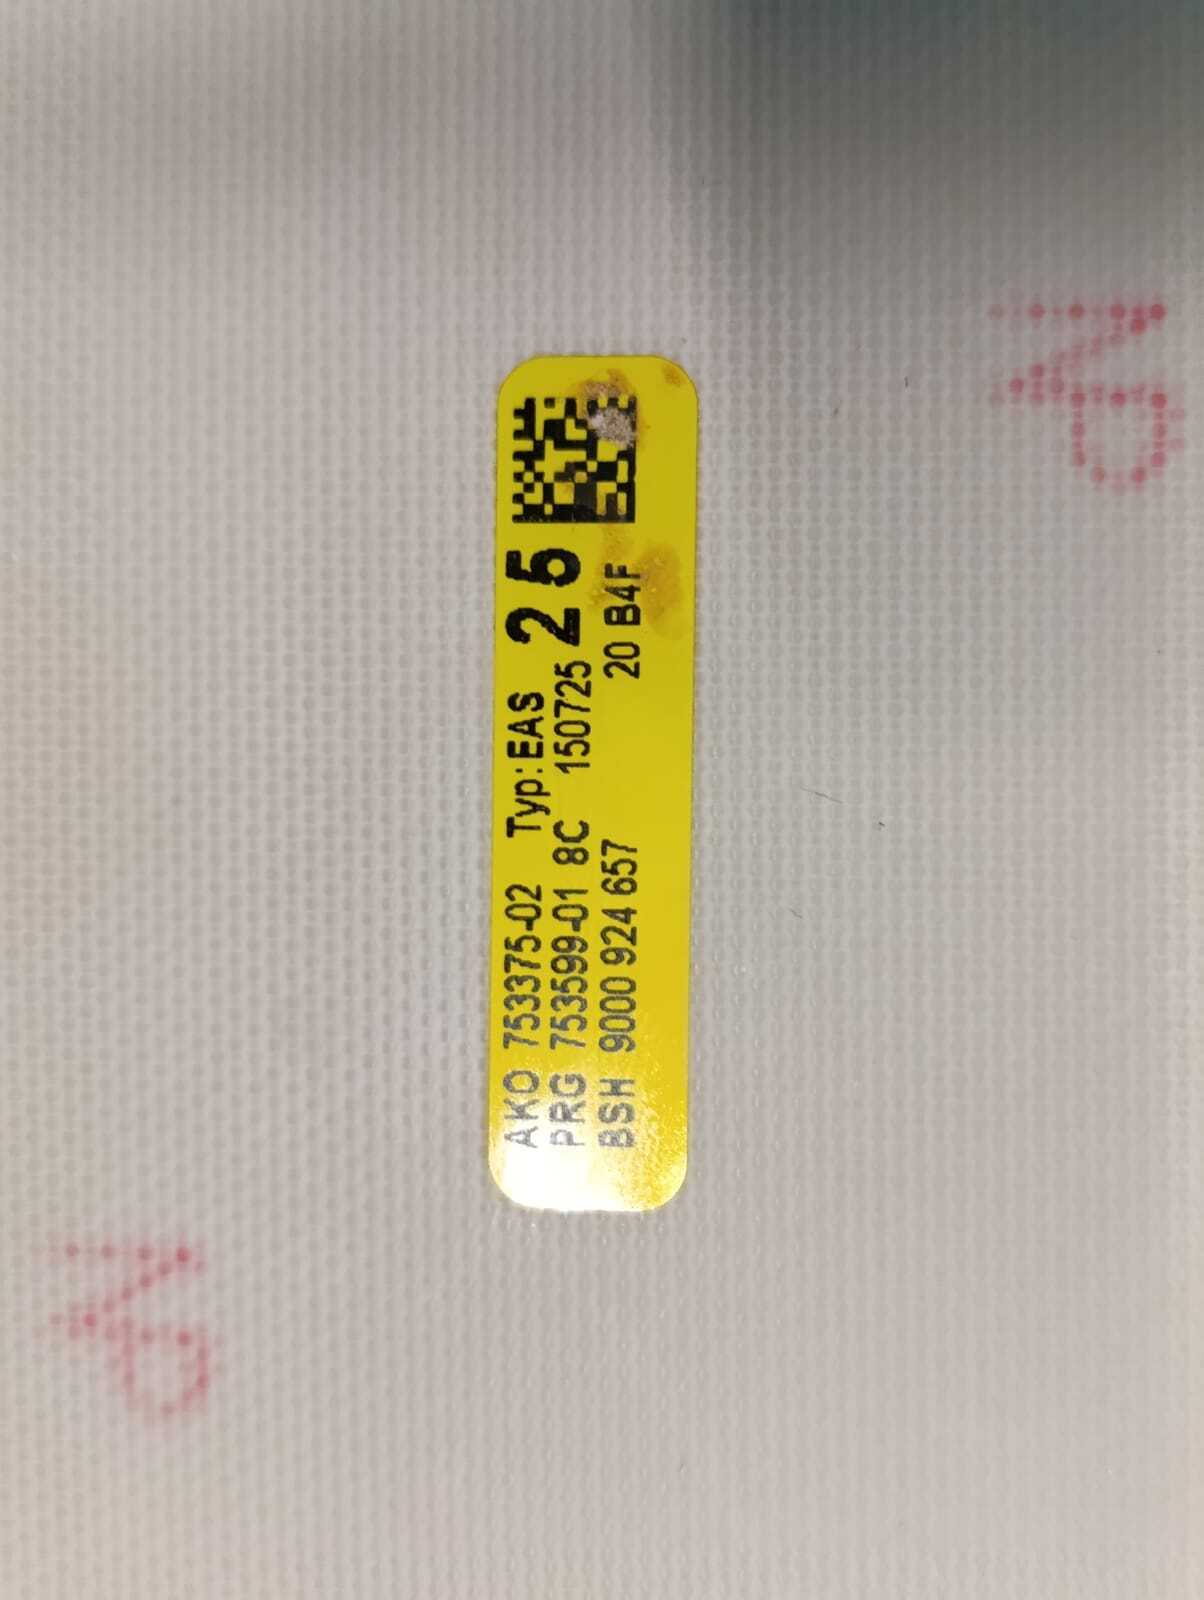 AKO 753375-02 Typ:EAS 25
PRG 753599-01 8C 150725
BSH 9000 924 657 20 B4F